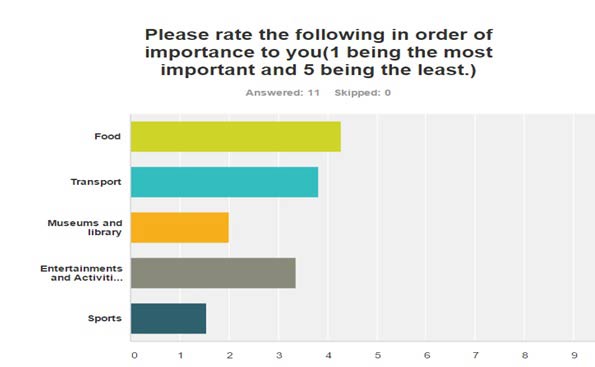 Please rate the following in order of
importance to you(1 being the most
important and 5 being the least.)
Answered: 11 Skipped: 0
Food
Transport
Museums and
library
Entertainments
and Activiti...
Sports
0 1 2 3 4 5 6 7 8 9